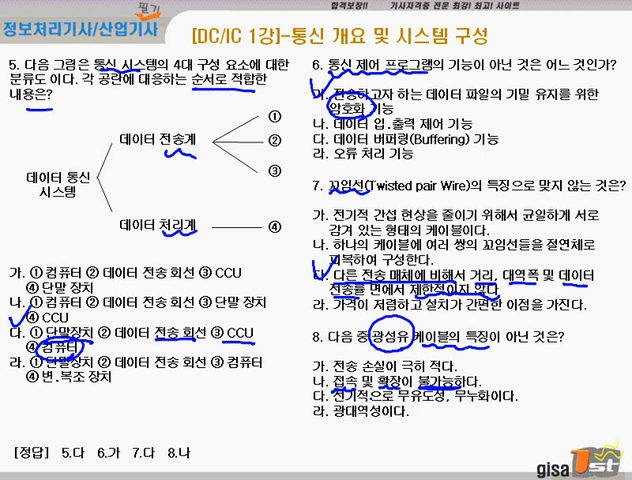 합격보장!! 기사자격증 전문 최강! 최고! 사이트
필기
정보처리기사/산업기사
[DC/IC 1강]-통신 개요 및 시스템 구성
5. 다음 그림은 통신 시스템의 4대 구성 요소에 대한
분류도 이다. 각 공란에 대응하는 순서로 적합한
내용은?
①
데이터 전송계
②
③
데이터 통신
시스템
데이터 처리계
④
가. ① 컴퓨터 ② 데이터 전송 회선 ③ CCU
④ 단말 장치
나. ① 컴퓨터 ② 데이터 전송 회선 ③ 단말 장치
④ CCU
다. ① 단말장치 ② 데이터 전송 회선 ③ CCU
④ 컴퓨터
라. ① 단말장치 ② 데이터 전송 회선 ③ 컴퓨터
④ 변.복조 장치
[정답] 5.다 6.가 7.다 8.나
6. 통신 제어 프로그램의 기능이 아닌 것은 어느 것인가?
가. 전송하고자 하는 데이터 파일의 기밀 유지를 위한
암호화 기능
나. 데이터 입.출력 제어 기능
다. 데이터 버퍼링(Buffering) 기능
라. 오류 처리 기능
7. 꼬임선(Twisted pair Wire)의 특징으로 맞지 않는 것은?
가. 전기적 간섭 현상을 줄이기 위해서 균일하게 서로
감겨 있는 형태의 케이블이다.
나. 하나의 케이블에 여러 쌍의 꼬임선들을 절연체로
피복하여 구성한다.
다. 다른 전송 매체에 비해서 거리, 대역폭 및 데이터
전송률 면에서 제한적이지 않다.
라. 가격이 저렴하고 설치가 간편한 이점을 가진다.
8. 다음 중 광섬유 케이블의 특징이 아닌 것은?
가. 전송 손실이 극히 적다.
나. 접속 및 확장이 불가능하다.
다. 전기적으로 무유도성, 무누화이다.
라. 광대역성이다.
gisa 1st